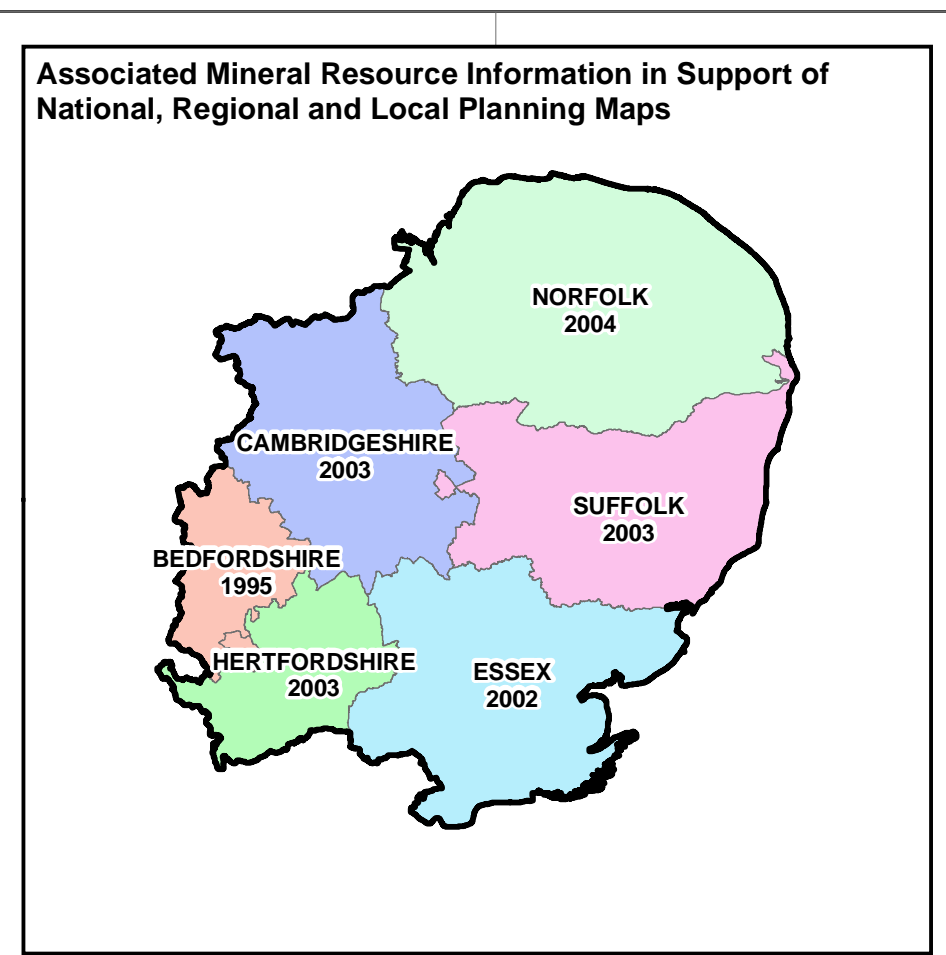 Associated Mineral Resource Information in Support of
National, Regional and Local Planning Maps
NORFOLK
2004
CAMBRIDGESHIRE
2003
SUFFOLK
2003
BEDFORDSHIRE
1995
HERTFORDSHIRE
2003
ESSEX
2002